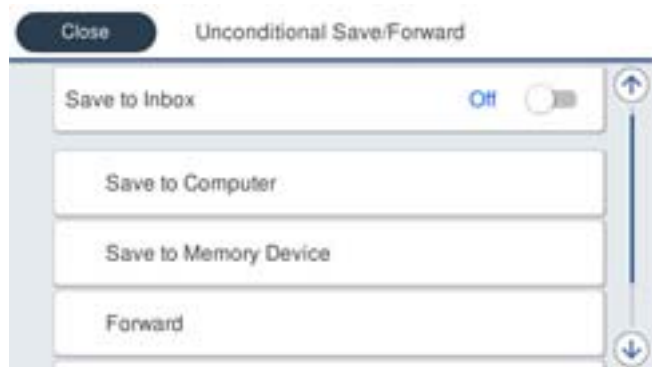 Close Unconditional Save/Forward
Save to Inbox Off
Save to Computer
Save to Memory Device
Forward